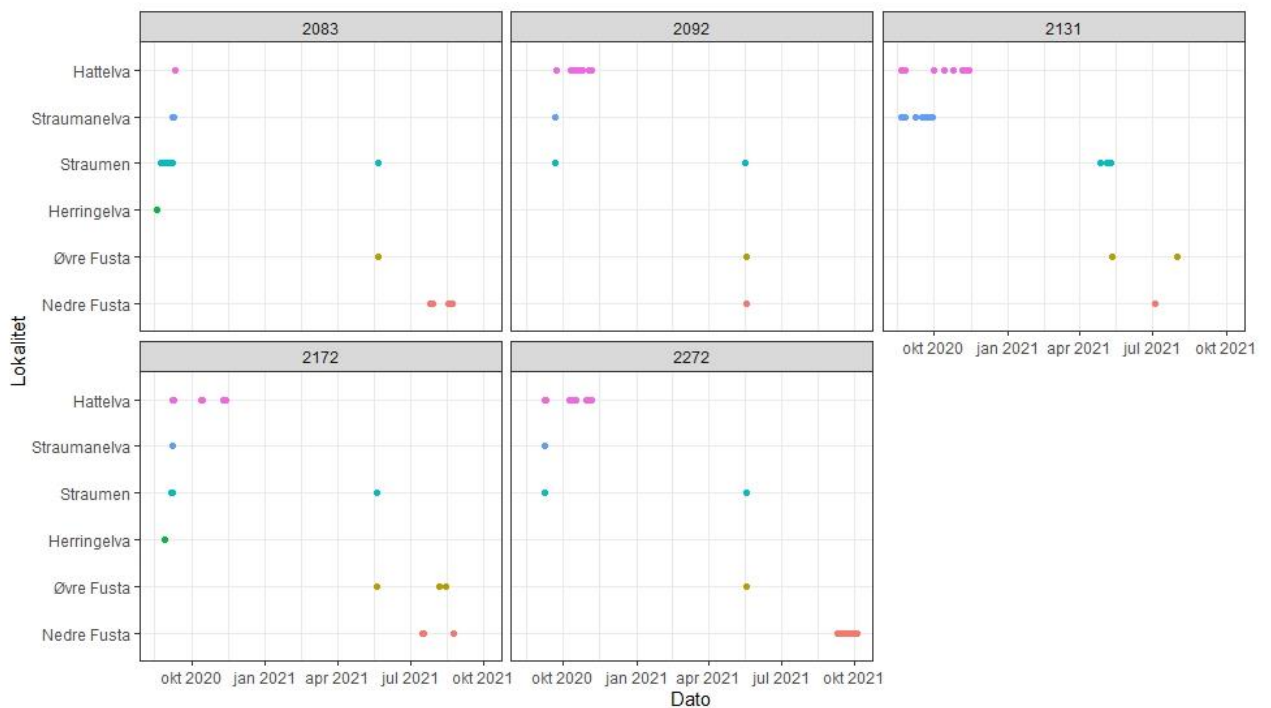 2083 2092 2131
Hattelva
Straumanelva
Straumen
Herringelva
Øvre Fusta
Nedre Fusta
okt 2020 jan 2021 apr 2021 jul 2021 okt 2021
Lokalitet
2172 2272
Hattelva
Straumanelva
Straumen
Herringelva
Øvre Fusta
Nedre Fusta
okt 2020 jan 2021 apr 2021 jul 2021 okt 2021 okt 2020 jan 2021 apr 2021 jul 2021 okt 2021
Dato